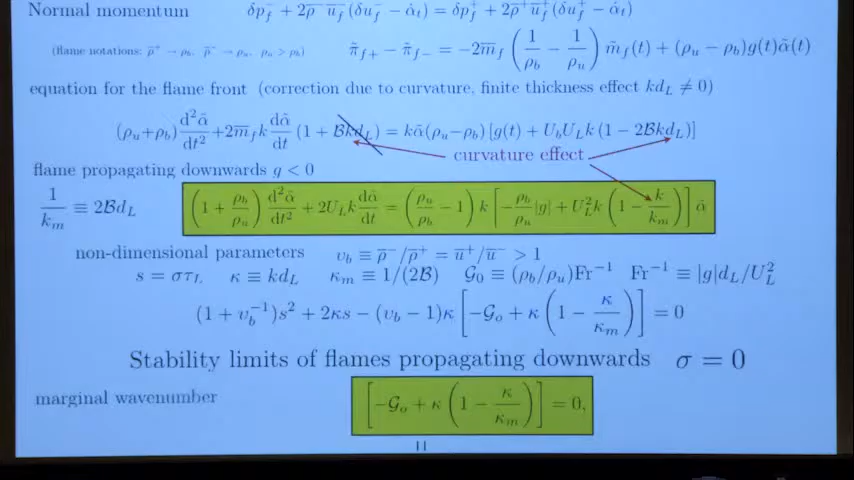 Normal momentum δp_f^- + 2ρ̄^- ū_f^- (δu_f^- − α̇_t) = δp_f^+ + 2ρ̄^+ ū_f^+ (δu_f^+ − α̇_t)
(flame notations: ρ̄^+ → ρ_b, ρ̄^- → ρ_u, ρ_u > ρ_b) π̃_{f+} − π̃_{f−} = −2m̄_f (1/ρ_b − 1/ρ_u) m̃_f(t) + (ρ_u − ρ_b)g(t)α̃(t)
equation for the flame front (correction due to curvature, finite thickness effect kd_L ≠ 0)
(ρ_u+ρ_b) d²α̃/dt² + 2m̄_f k dα̃/dt (1 + Bkd_L) = kα̃(ρ_u−ρ_b) [g(t) + U_bU_L k (1 − 2Bkd_L)]
curvature effect
flame propagating downwards g < 0
1/k_m ≡ 2Bd_L (1 + ρ_b/ρ_u) d²α̃/dt² + 2U_L k dα̃/dt = (ρ_u/ρ_b − 1) k [−ρ_b/ρ_u |g| + U_L² k (1 − k/k_m)] α̃
non-dimensional parameters υ_b ≡ ρ̄^-/ρ̄^+ = ū^+/ū^- > 1
s = στ_L κ ≡ kd_L κ_m ≡ 1/(2B) G_0 ≡ (ρ_b/ρ_u)Fr^{-1} Fr^{-1} ≡ |g|d_L/U_L²
(1 + υ_b^{-1})s² + 2κs − (υ_b − 1)κ [−G_o + κ (1 − κ/κ_m)] = 0
Stability limits of flames propagating downwards σ = 0
marginal wavenumber [−G_o + κ (1 − κ/κ_m)] = 0,
11